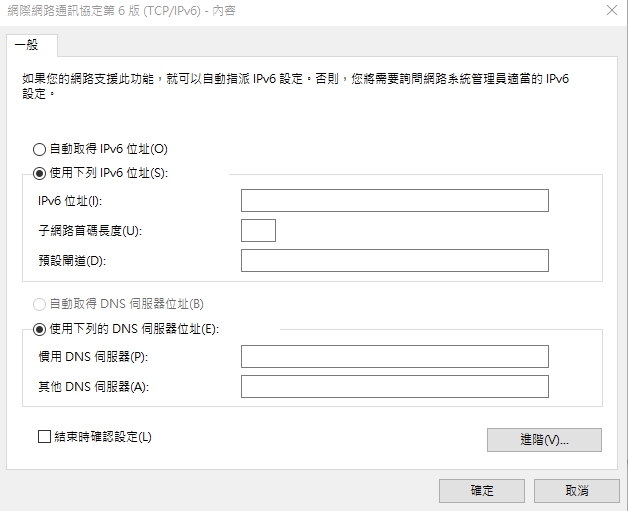 網際網路通訊協定第 6 版 (TCP/IPv6) - 內容
一般
如果您的網路支援此功能，就可以自動指派 IPv6 設定。否則，您將需要詢問網路系統管理員適當的 IPv6
設定。
自動取得 IPv6 位址(O)
使用下列 IPv6 位址(S):
IPv6 位址(I):
子網路首碼長度(U):
預設閘道(D):
自動取得 DNS 伺服器位址(B)
使用下列的 DNS 伺服器位址(E):
慣用 DNS 伺服器(P):
其他 DNS 伺服器(A):
結束時確認設定(L)
進階(V)...
確定
取消